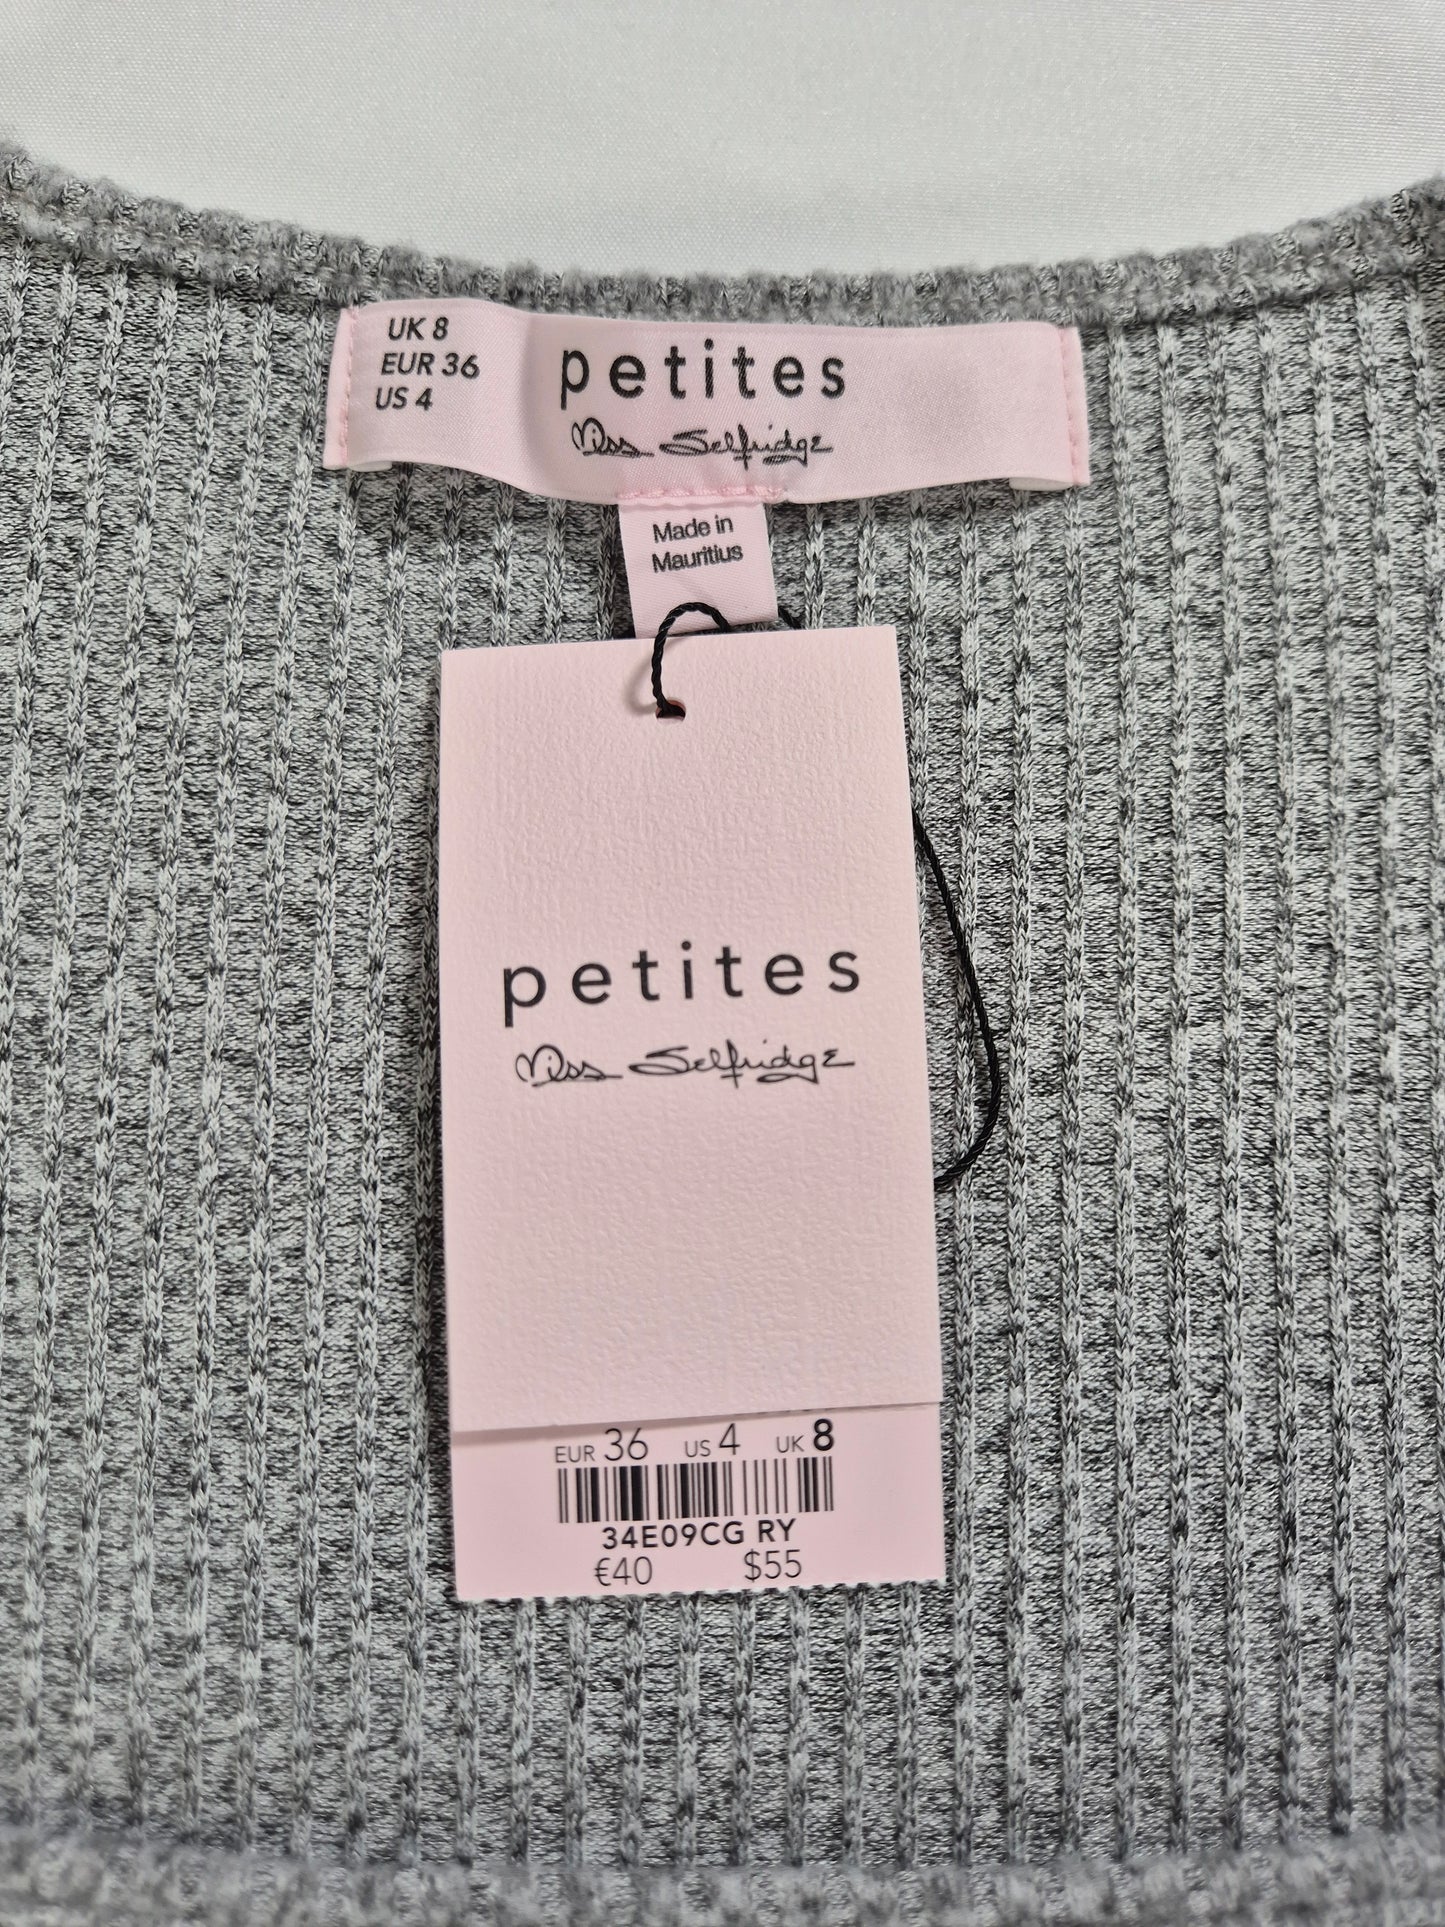 UK 8
EUR 36
US 4
petites
Miss Selfridge
Made in
Mauritius
petites
Miss Selfridge
EUR 36 US 4 UK 8
34E09CG RY
€40 $55